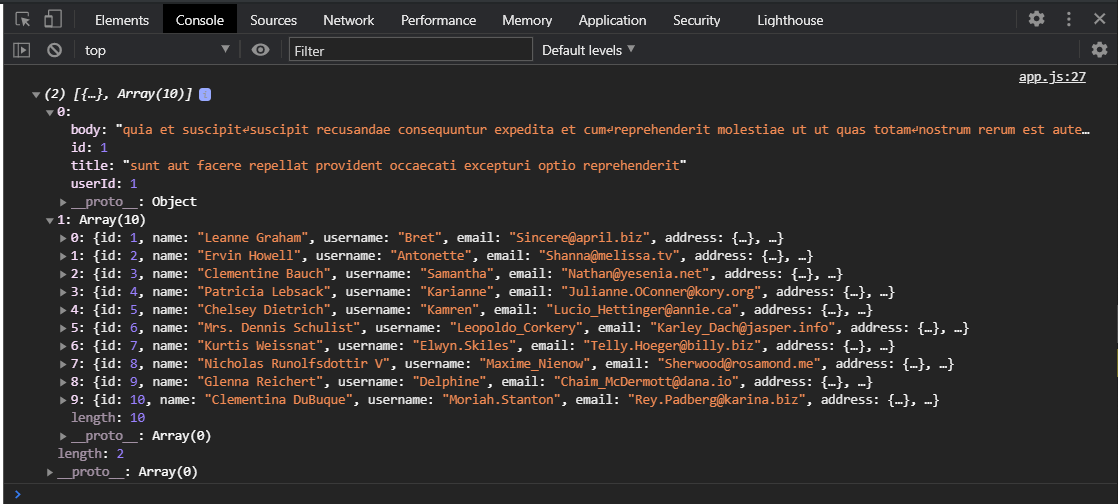 Elements Console Sources Network Performance Memory Application Security Lighthouse
top Filter Default levels
app.js:27
(2) [{…}, Array(10)]
0:
body: "quia et suscipit↵suscipit recusandae consequuntur expedita et cum↵reprehenderit molestiae ut ut quas totam↵nostrum rerum est aute…
id: 1
title: "sunt aut facere repellat provident occaecati excepturi optio reprehenderit"
userId: 1
__proto__: Object
1: Array(10)
0: {id: 1, name: "Leanne Graham", username: "Bret", email: "Sincere@april.biz", address: {…}, …}
1: {id: 2, name: "Ervin Howell", username: "Antonette", email: "Shanna@melissa.tv", address: {…}, …}
2: {id: 3, name: "Clementine Bauch", username: "Samantha", email: "Nathan@yesenia.net", address: {…}, …}
3: {id: 4, name: "Patricia Lebsack", username: "Karianne", email: "Julianne.OConner@kory.org", address: {…}, …}
4: {id: 5, name: "Chelsey Dietrich", username: "Kamren", email: "Lucio_Hettinger@annie.ca", address: {…}, …}
5: {id: 6, name: "Mrs. Dennis Schulist", username: "Leopoldo_Corkery", email: "Karley_Dach@jasper.info", address: {…}, …}
6: {id: 7, name: "Kurtis Weissnat", username: "Elwyn.Skiles", email: "Telly.Hoeger@billy.biz", address: {…}, …}
7: {id: 8, name: "Nicholas Runolfsdottir V", username: "Maxime_Nienow", email: "Sherwood@rosamond.me", address: {…}, …}
8: {id: 9, name: "Glenna Reichert", username: "Delphine", email: "Chaim_McDermott@dana.io", address: {…}, …}
9: {id: 10, name: "Clementina DuBuque", username: "Moriah.Stanton", email: "Rey.Padberg@karina.biz", address: {…}, …}
length: 10
__proto__: Array(0)
length: 2
__proto__: Array(0)